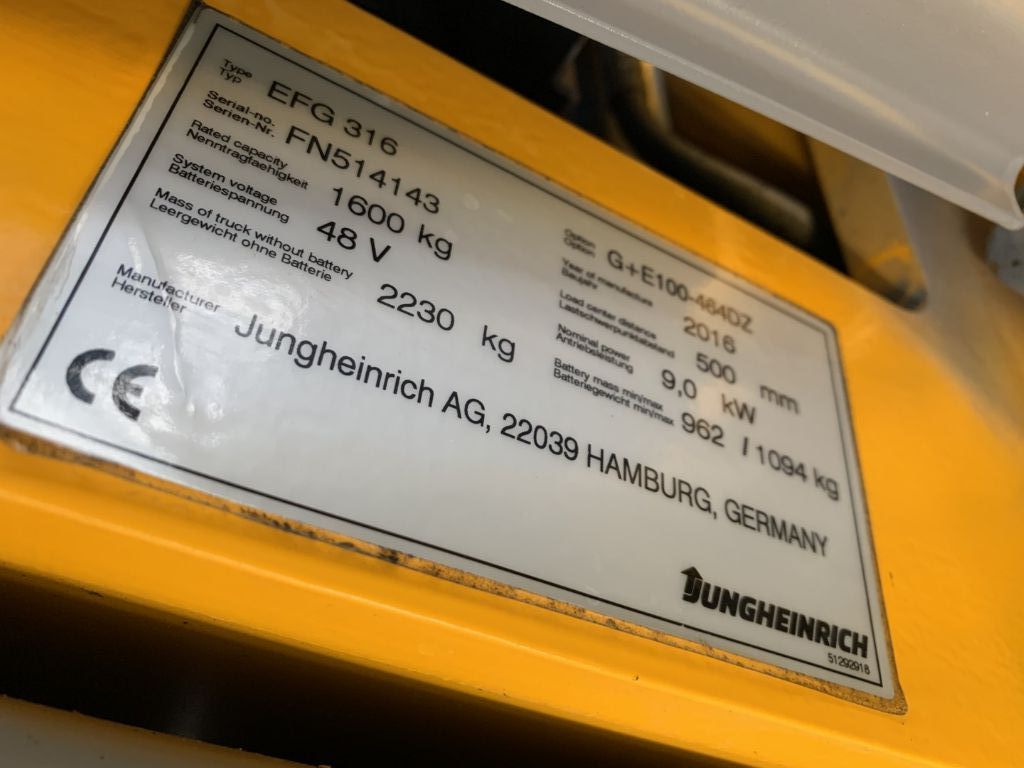 Type
Typ
EFG 316
Serial-no.
Serien-Nr.
FN514143
Rated capacity
Nenntragfaehigkeit
1600 kg
System voltage
Batteriespannung
48 V
Mass of truck without battery
Leergewicht ohne Batterie
2230 kg
Option
Option
G+E100-464DZ
Year of manufacture
Baujahr
2016
Load center distance
Lastschwerpunktabstand
500 mm
Nominal power
Antriebsleistung
9,0 kW
Battery mass min/max
Batteriegewicht min/max
962 / 1094 kg
Manufacturer
Hersteller
Jungheinrich AG, 22039 HAMBURG, GERMANY
CE
JUNGHEINRICH
51292918